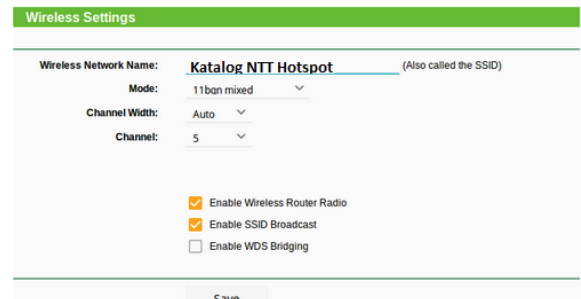 Wireless Settings
Wireless Network Name: Katalog NTT Hotspot (Also called the SSID)
Mode: 11bgn mixed
Channel Width: Auto
Channel: 5
Enable Wireless Router Radio
Enable SSID Broadcast
Enable WDS Bridging
Save